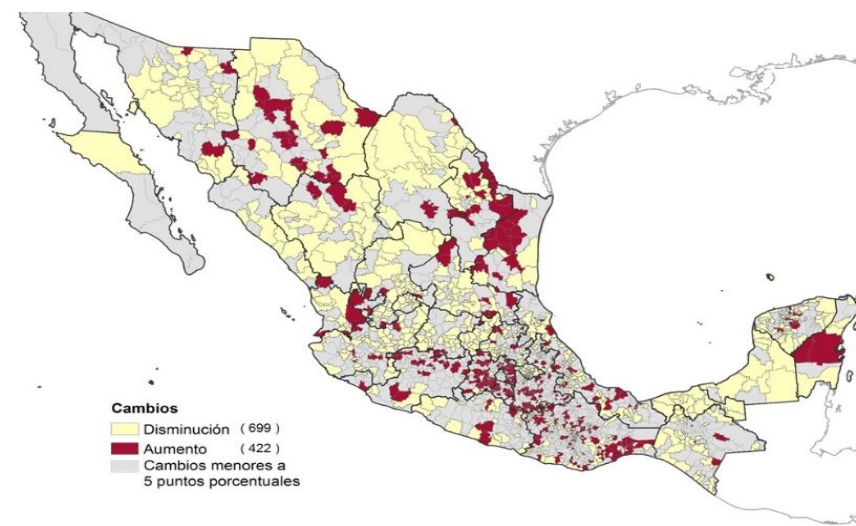 Cambios
Disminución (699)
Aumento (422)
Cambios menores a
5 puntos porcentuales